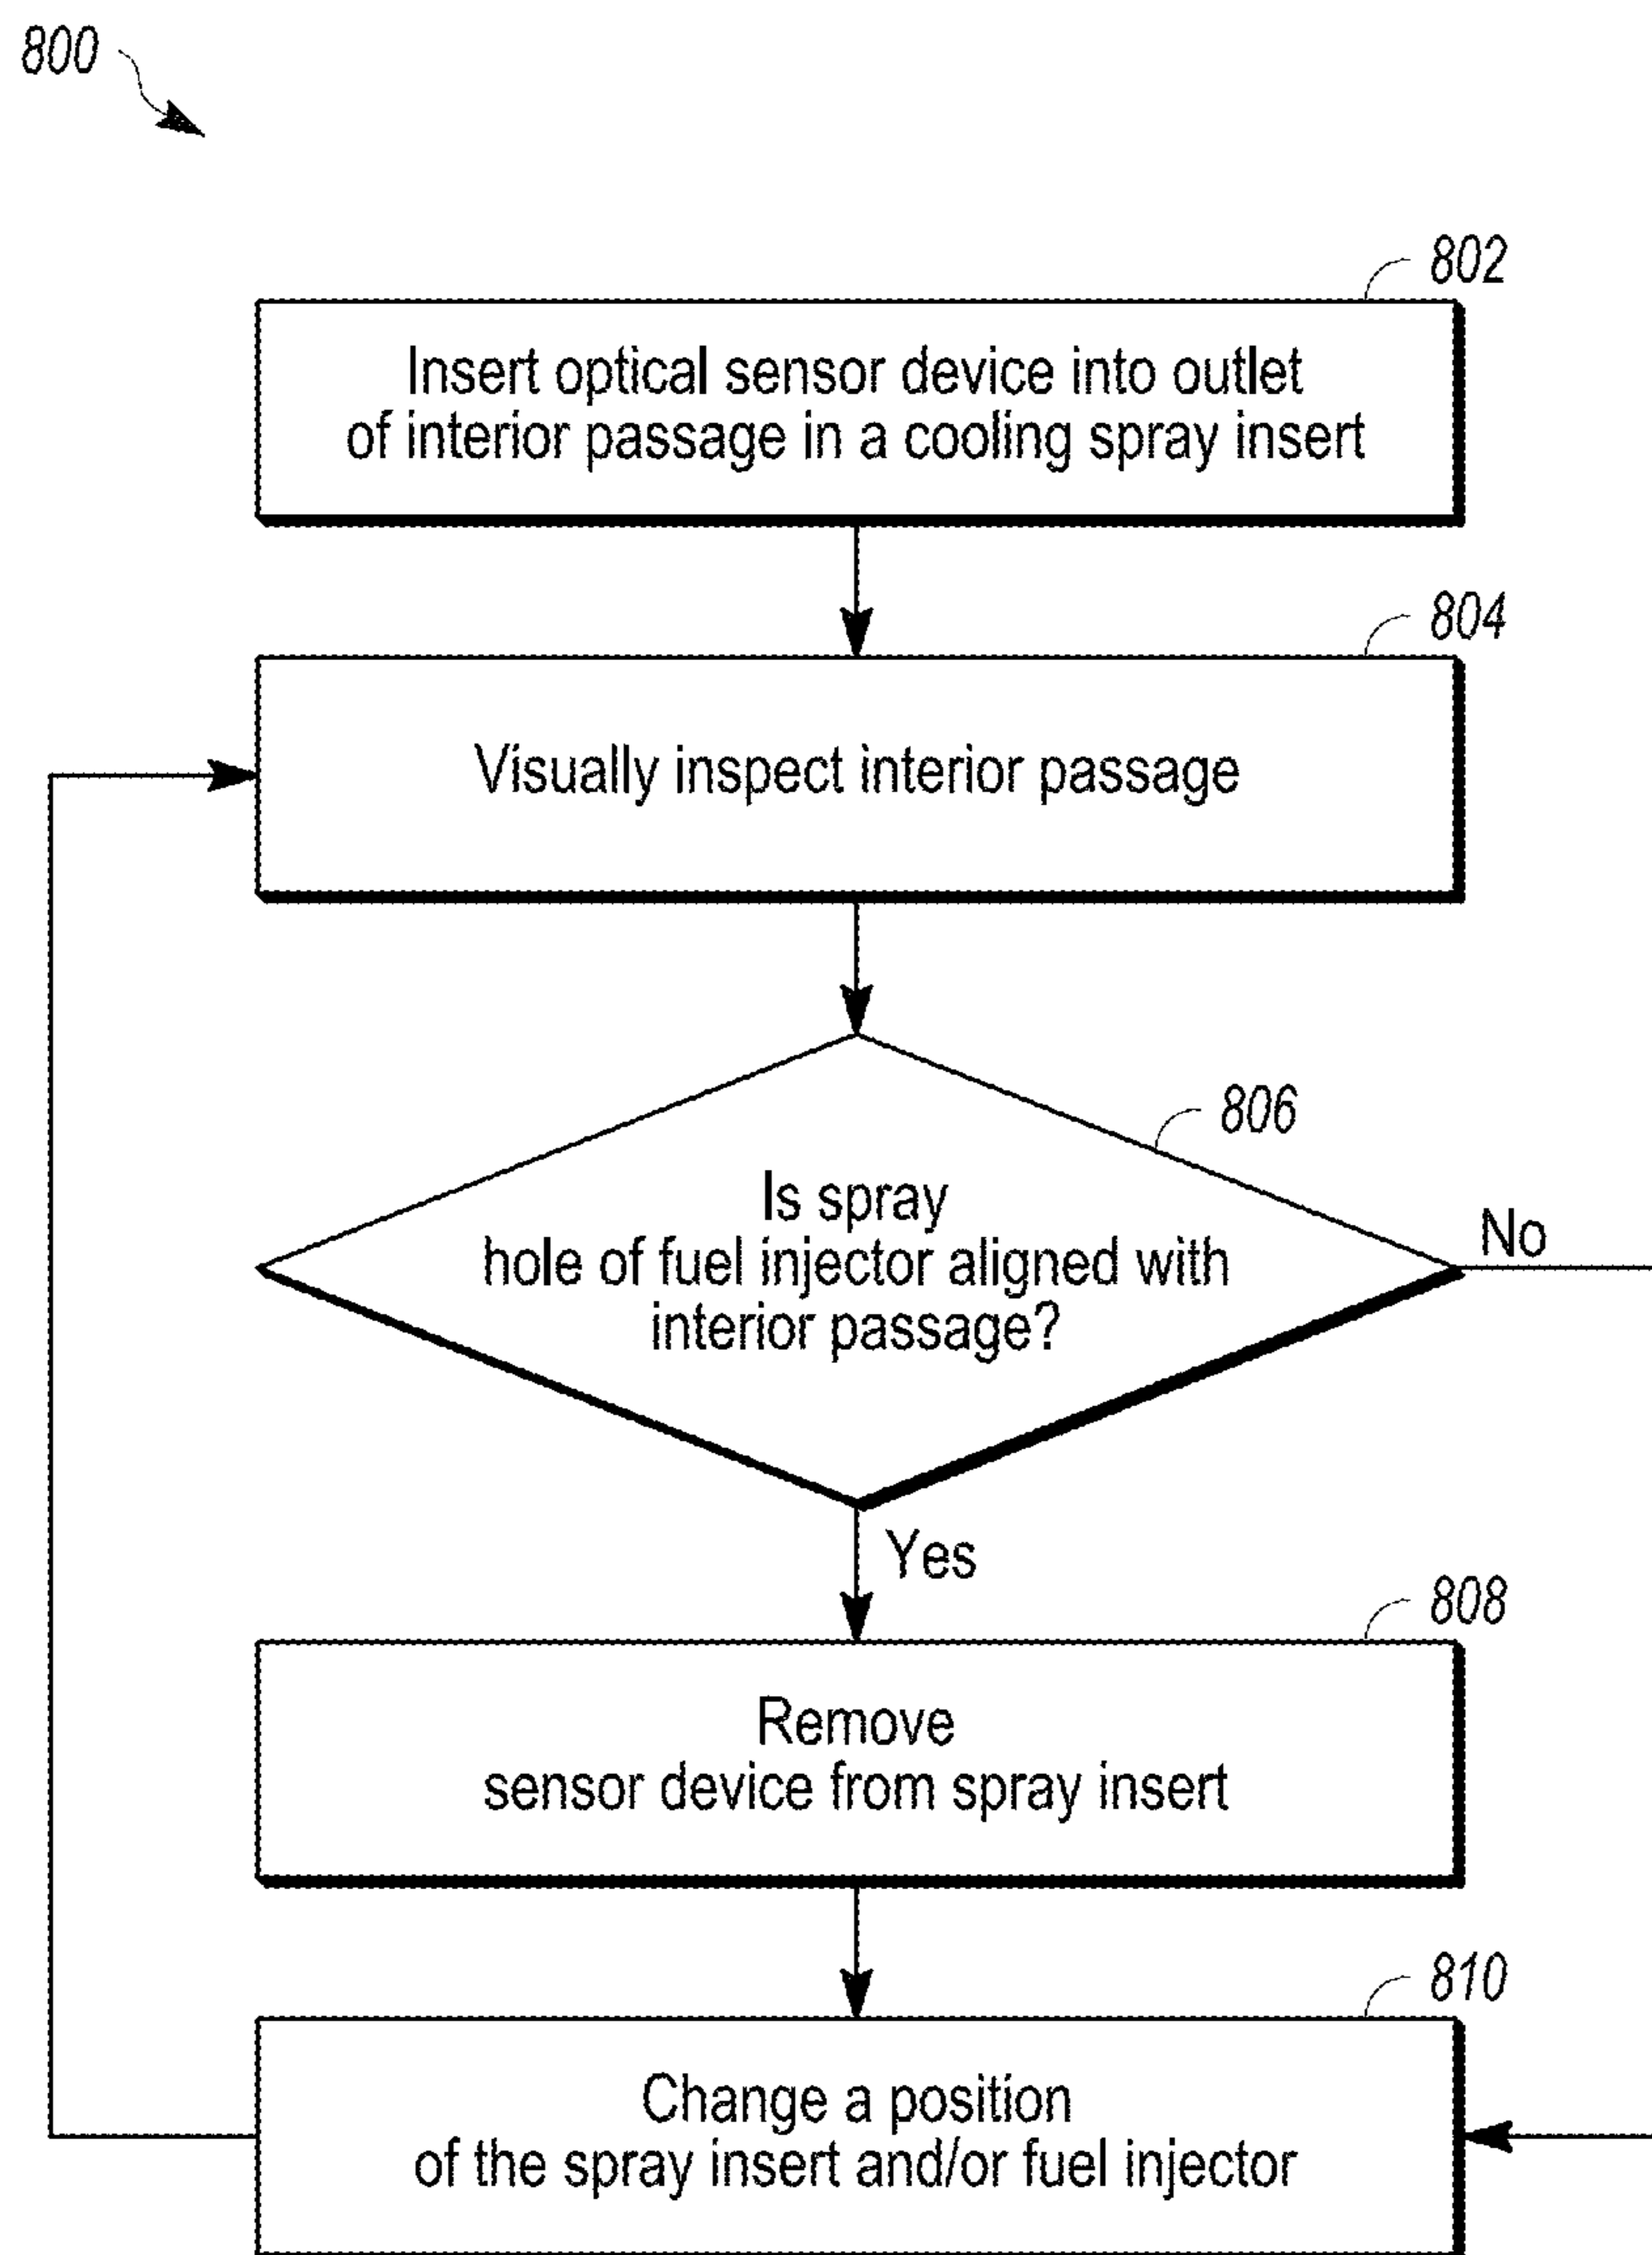 800
802
Insert optical sensor device into outlet
of interior passage in a cooling spray insert
804
Visually inspect interior passage
806
Is spray
hole of fuel injector aligned with
interior passage?
No
Yes
808
Remove
sensor device from spray insert
810
Change a position
of the spray insert and/or fuel injector